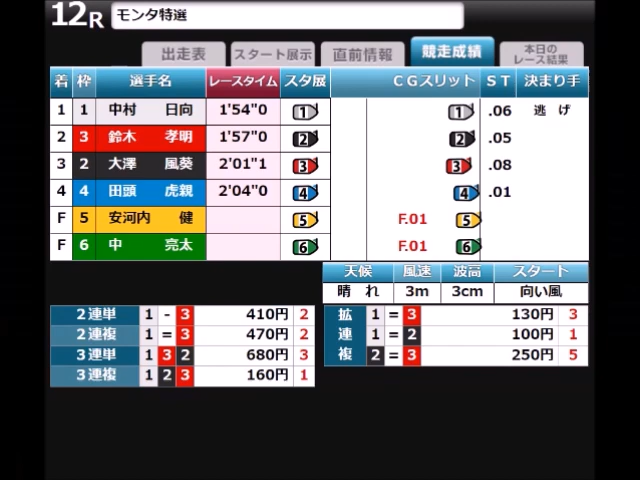 12R モンタ特選
出走表 スタート展示 直前情報 競走成績 本日のレース結果
着 枠 選手名 レースタイム スタ展 CGスリット ST 決まり手
1 1 中村 日向 1'54"0 1 1 .06 逃げ
2 3 鈴木 孝明 1'57"0 2 2 .05
3 2 大澤 風葵 2'01"1 3 3 .08
4 4 田頭 虎親 2'04"0 4 4 .01
F 5 安河内 健 5 F.01 5
F 6 中 亮太 6 F.01 6
天候 風速 波高 スタート
晴れ 3m 3cm 向い風
2連単 1 - 3 410円 2 拡 1 = 3 130円 3
2連複 1 = 3 470円 2 連 1 = 2 100円 1
3連単 1 3 2 680円 3 複 2 = 3 250円 5
3連複 1 2 3 160円 1